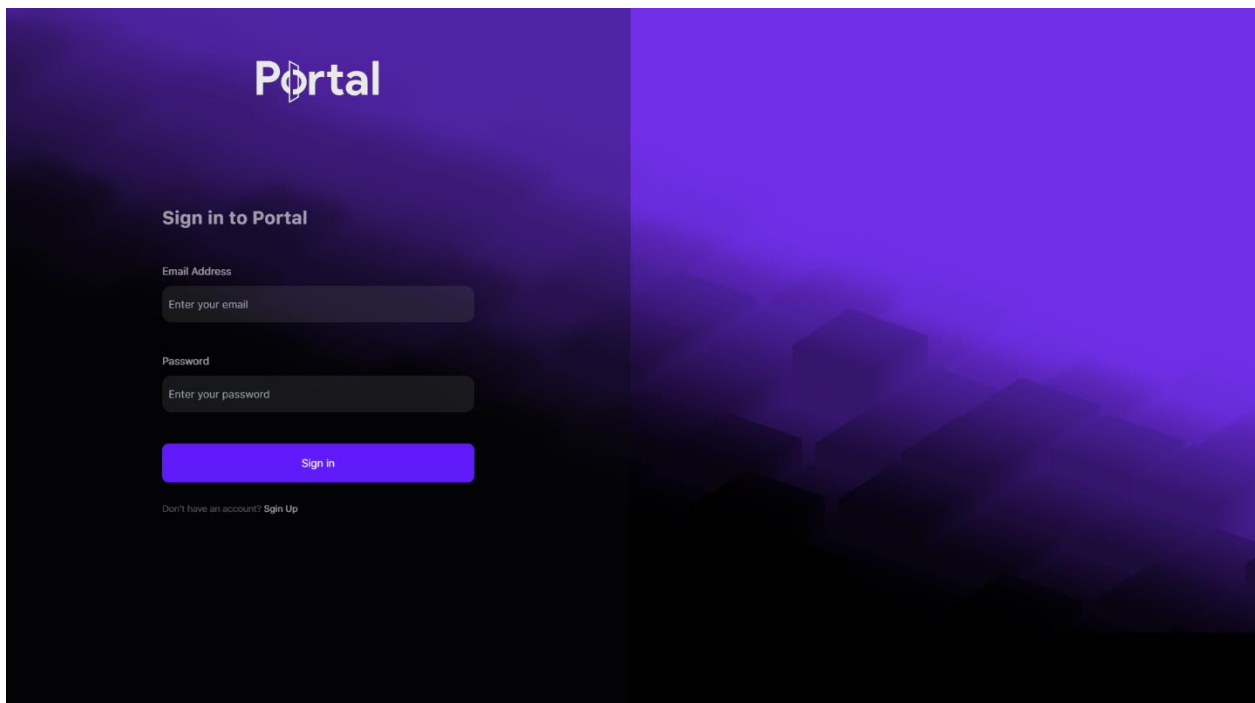 Portal
Sign in to Portal
Email Address
Enter your email
Password
Enter your password
Sign in
Don't have an account? Sgin Up